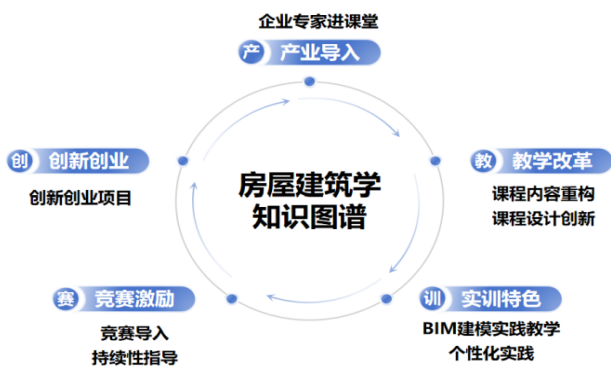 企业专家进课堂
产 产业导入
创 创新创业
创新创业项目
教 教学改革
课程内容重构
课程设计创新
房屋建筑学
知识图谱
赛 竞赛激励
竞赛导入
持续性指导
训 实训特色
BIM建模实践教学
个性化实践